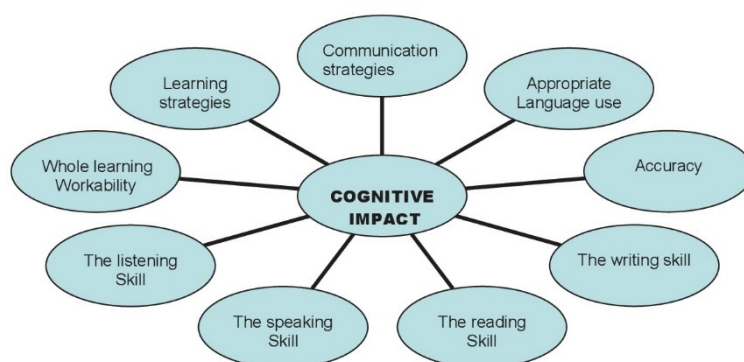 Communication
strategies
Learning
strategies
Appropriate
Language use
Whole learning
Workability
Accuracy
COGNITIVE
IMPACT
The listening
Skill
The writing skill
The speaking
Skill
The reading
Skill